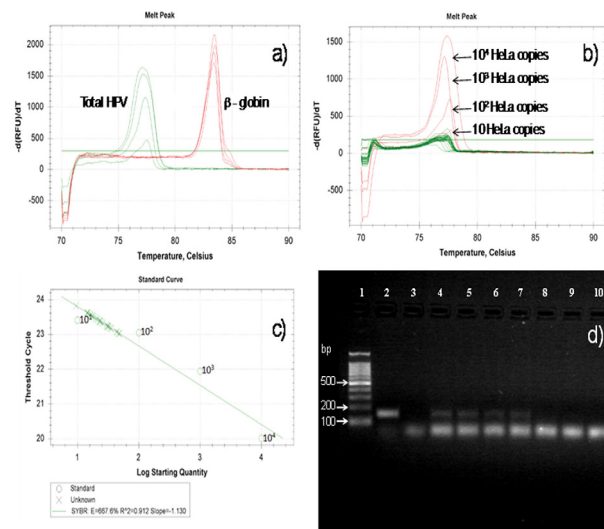 Melt Peak
a)
-d(RFU)/dT
2000
1500
1000
500
0
-500
Total HPV
β - globin
70 75 80 85 90
Temperature, Celsius
Melt Peak
b)
-d(RFU)/dT
1500
1000
500
0
-500
-1000
10⁴ HeLa copies
10³ HeLa copies
10² HeLa copies
10 HeLa copies
70 75 80 85 90
Temperature, Celsius
Standard Curve
c)
Threshold Cycle
24
23
22
21
20
10¹
10²
10³
10⁴
1 2 3 4
Log Starting Quantity
Standard
Unknown
SYBR E=667.6% R^2=0.912 Slope=-1.130
d)
1 2 3 4 5 6 7 8 9 10
bp
500
200
100